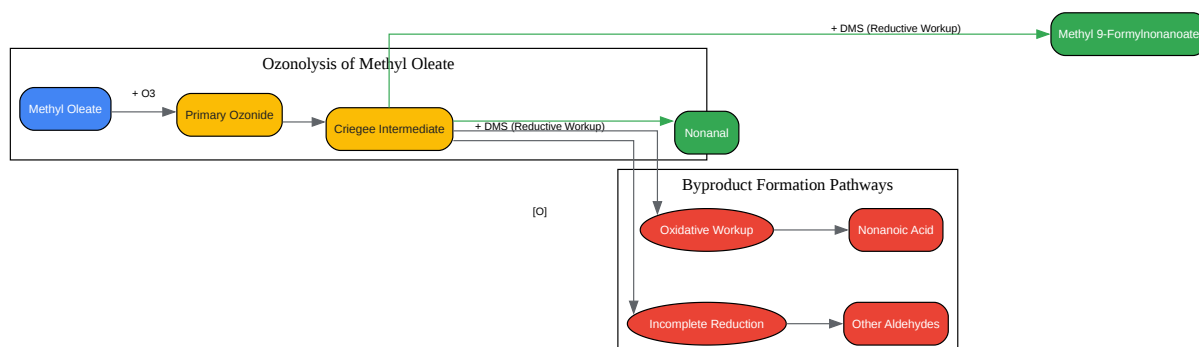 + DMS (Reductive Workup)
Methyl 9-Formylnonanoate
Ozonolysis of Methyl Oleate
+ O3
Methyl Oleate
Primary Ozonide
Criegee Intermediate
+ DMS (Reductive Workup)
Nonanal
Byproduct Formation Pathways
[O]
Oxidative Workup
Nonanoic Acid
Incomplete Reduction
Other Aldehydes